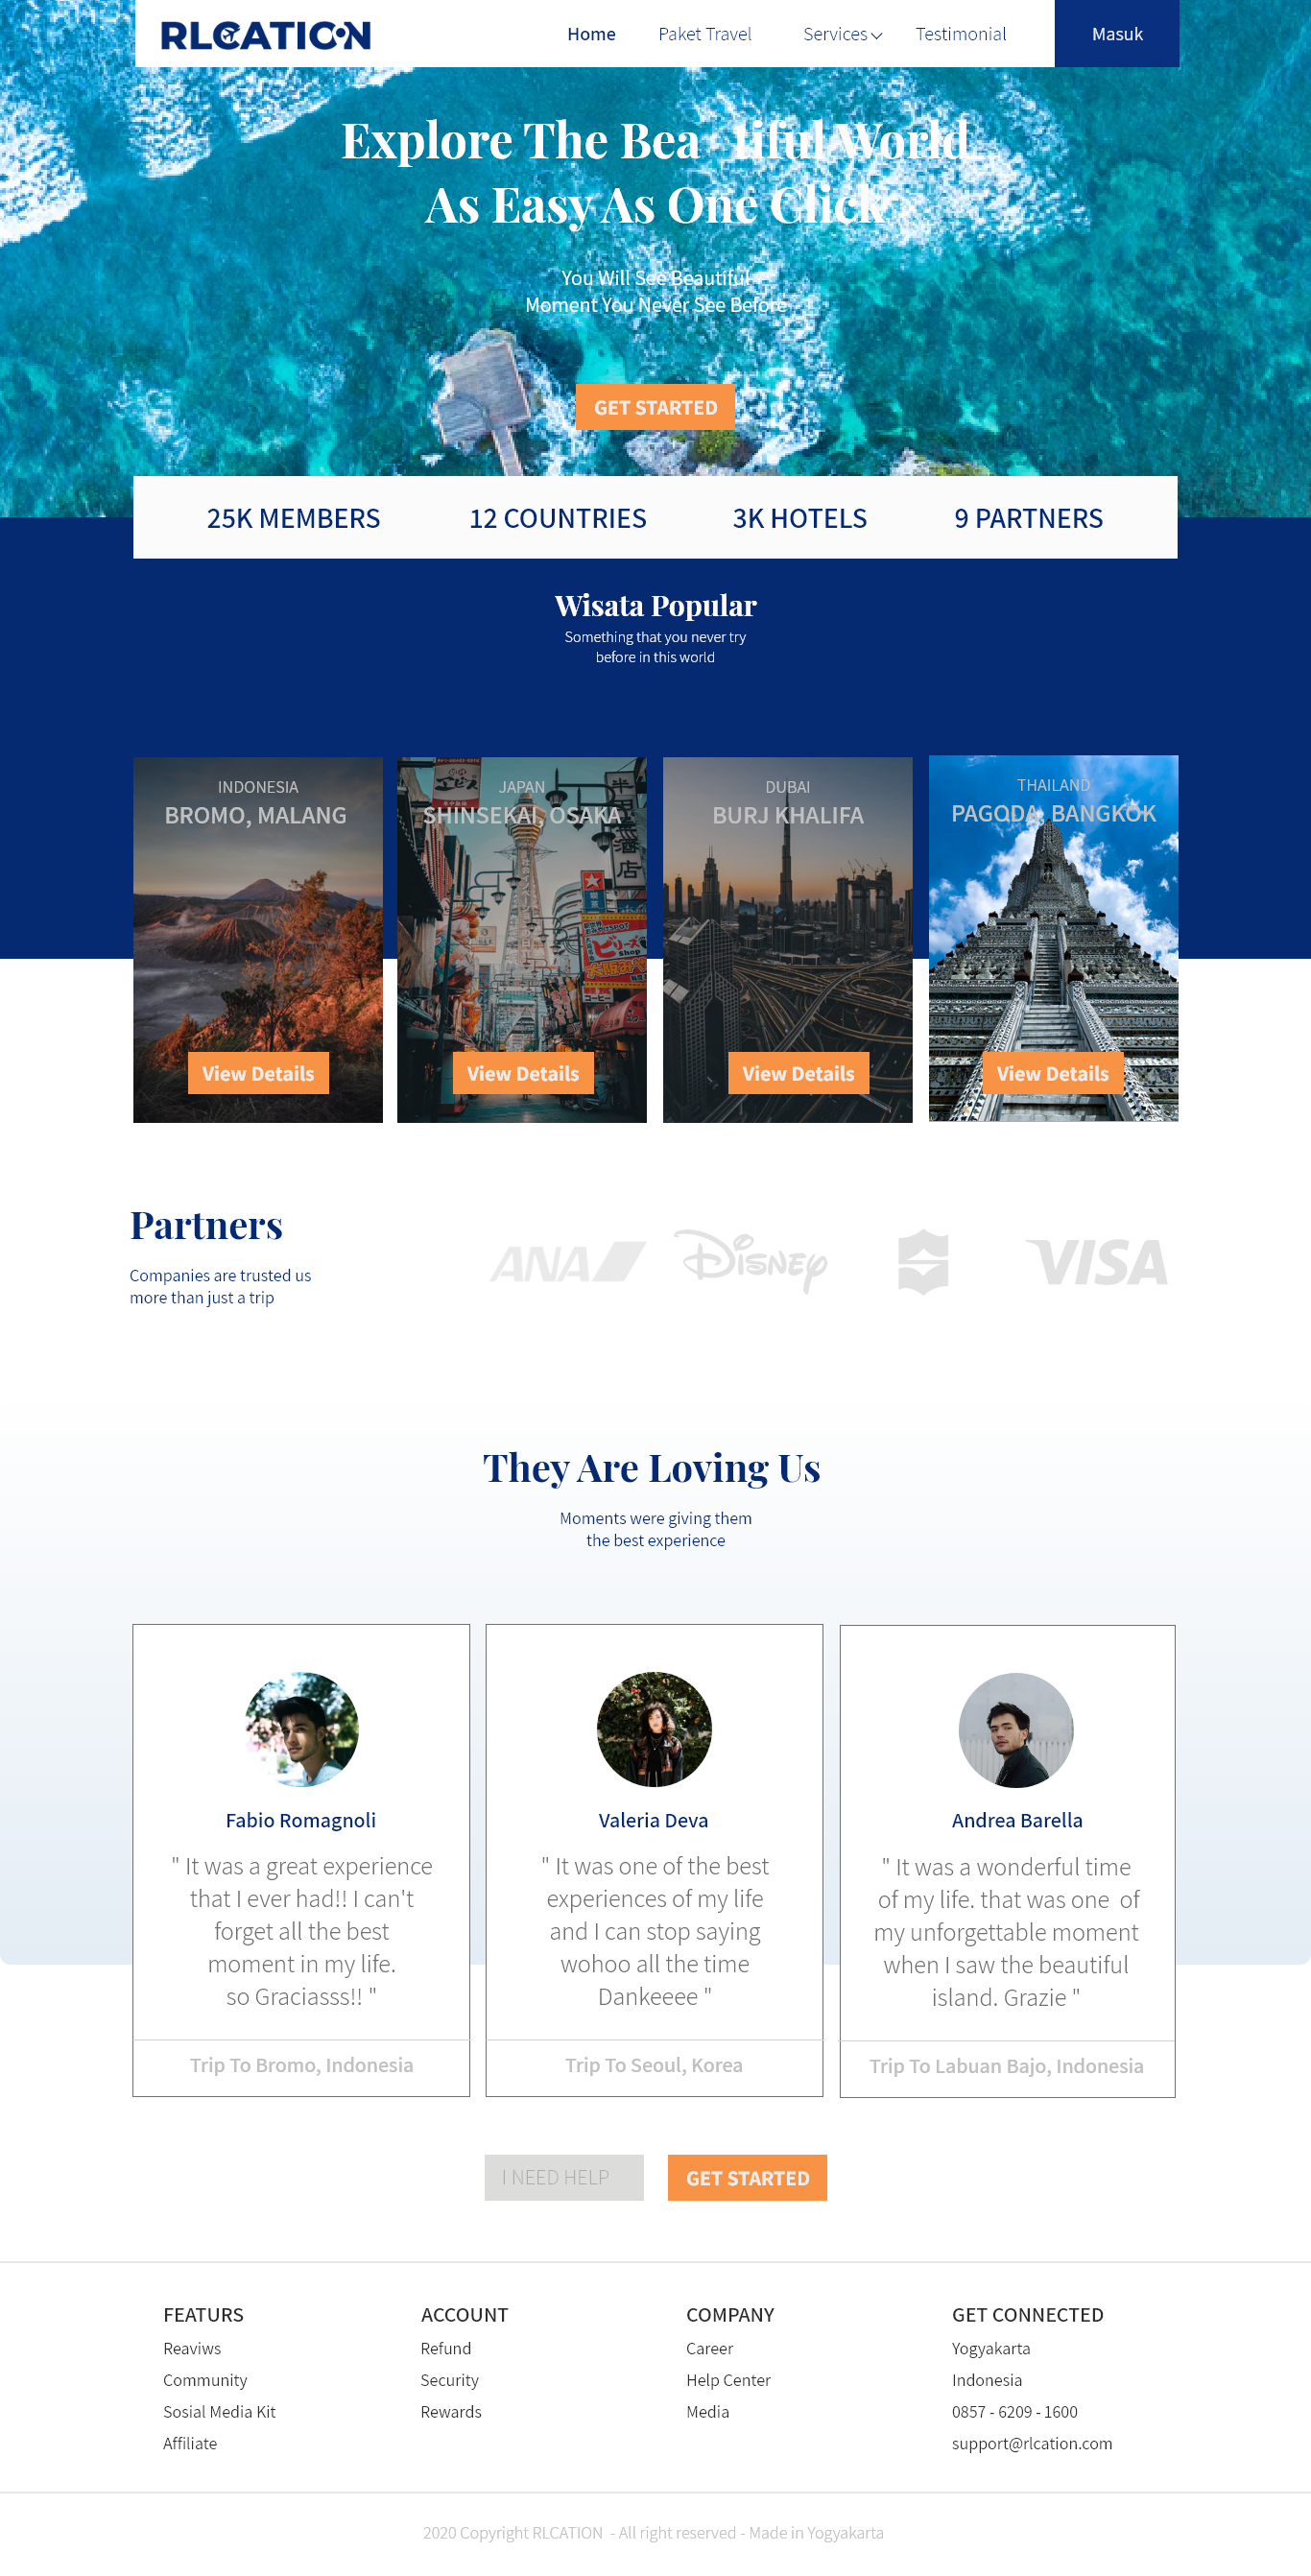 RLCATION
Home Paket Travel Services Testimonial Masuk
Explore The Beautiful World
As Easy As One Click
You Will See Beautiful
Moment You Never See Before
GET STARTED
25K MEMBERS 12 COUNTRIES 3K HOTELS 9 PARTNERS
Wisata Popular
Something that you never try
before in this world
INDONESIA
BROMO, MALANG
View Details
JAPAN
SHINSEKAI, OSAKA
View Details
DUBAI
BURJ KHALIFA
View Details
THAILAND
PAGODA, BANGKOK
View Details
Partners
Companies are trusted us
more than just a trip
ANA Disney VISA
They Are Loving Us
Moments were giving them
the best experience
Fabio Romagnoli
" It was a great experience
that I ever had!! I can't
forget all the best
moment in my life.
so Graciasss!! "
Trip To Bromo, Indonesia
Valeria Deva
" It was one of the best
experiences of my life
and I can stop saying
wohoo all the time
Dankeeee "
Trip To Seoul, Korea
Andrea Barella
" It was a wonderful time
of my life. that was one of
my unforgettable moment
when I saw the beautiful
island. Grazie "
Trip To Labuan Bajo, Indonesia
I NEED HELP GET STARTED
FEATURS
Reaviws
Community
Sosial Media Kit
Affiliate
ACCOUNT
Refund
Security
Rewards
COMPANY
Career
Help Center
Media
GET CONNECTED
Yogyakarta
Indonesia
0857 - 6209 - 1600
support@rlcation.com
2020 Copyright RLCATION - All right reserved - Made in Yogyakarta